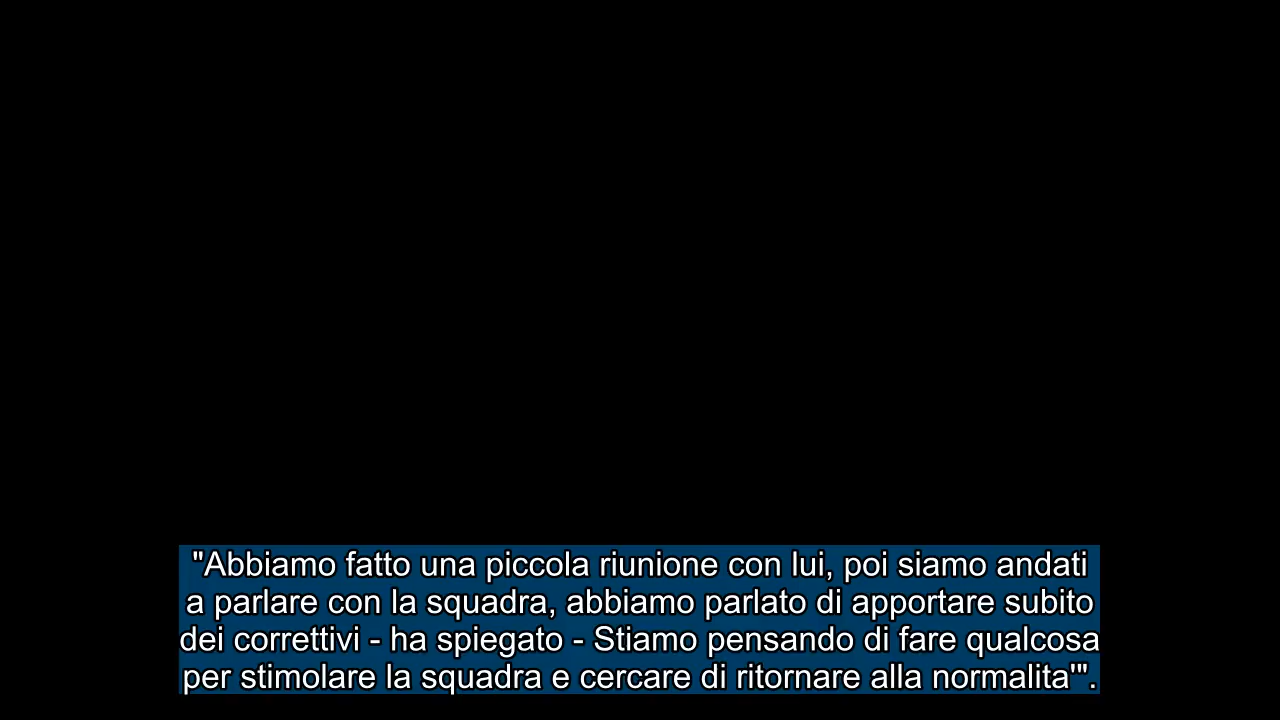 "Abbiamo fatto una piccola riunione con lui, poi siamo andati
a parlare con la squadra, abbiamo parlato di apportare subito
dei correttivi - ha spiegato - Stiamo pensando di fare qualcosa
per stimolare la squadra e cercare di ritornare alla normalita'".